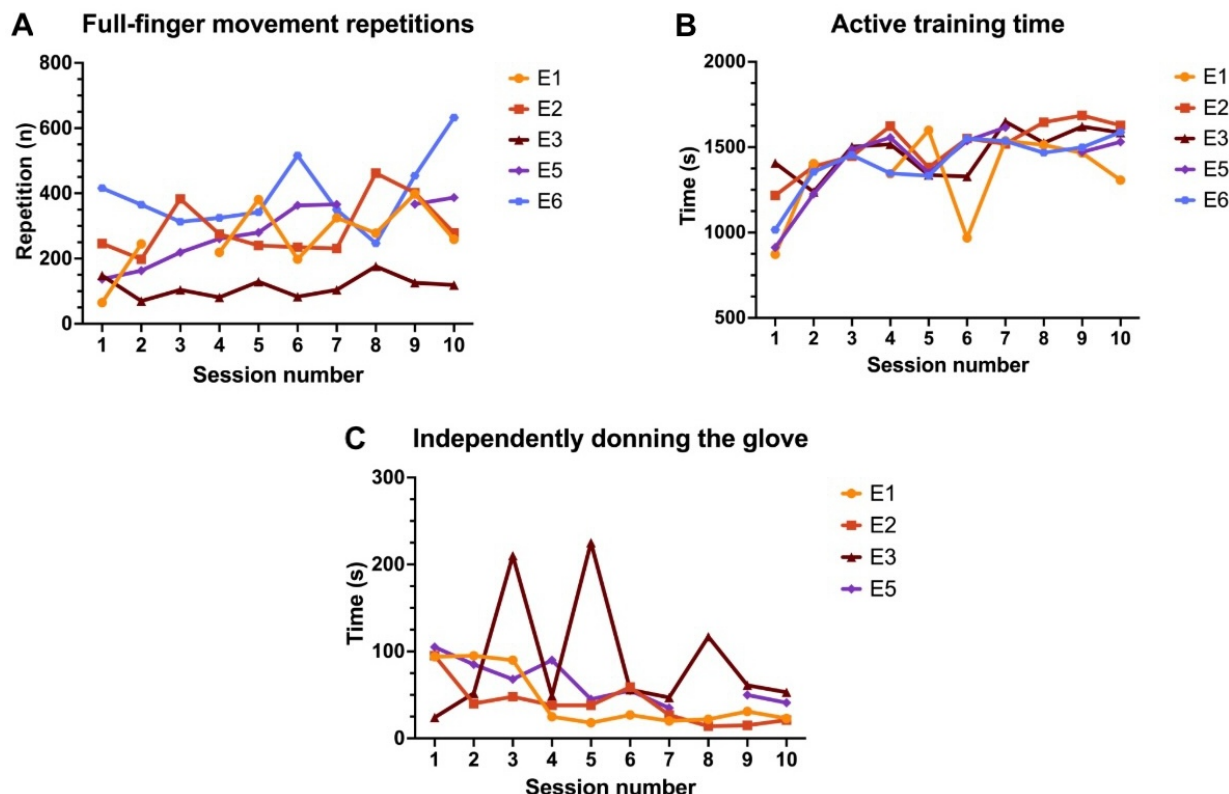 A Full-finger movement repetitions
800
600
400
200
0
Repetition (n)
1 2 3 4 5 6 7 8 9 10
Session number
E1
E2
E3
E5
E6
B Active training time
2000
1500
1000
500
Time (s)
1 2 3 4 5 6 7 8 9 10
Session number
E1
E2
E3
E5
E6
C Independently donning the glove
300
200
100
0
Time (s)
1 2 3 4 5 6 7 8 9 10
Session number
E1
E2
E3
E5